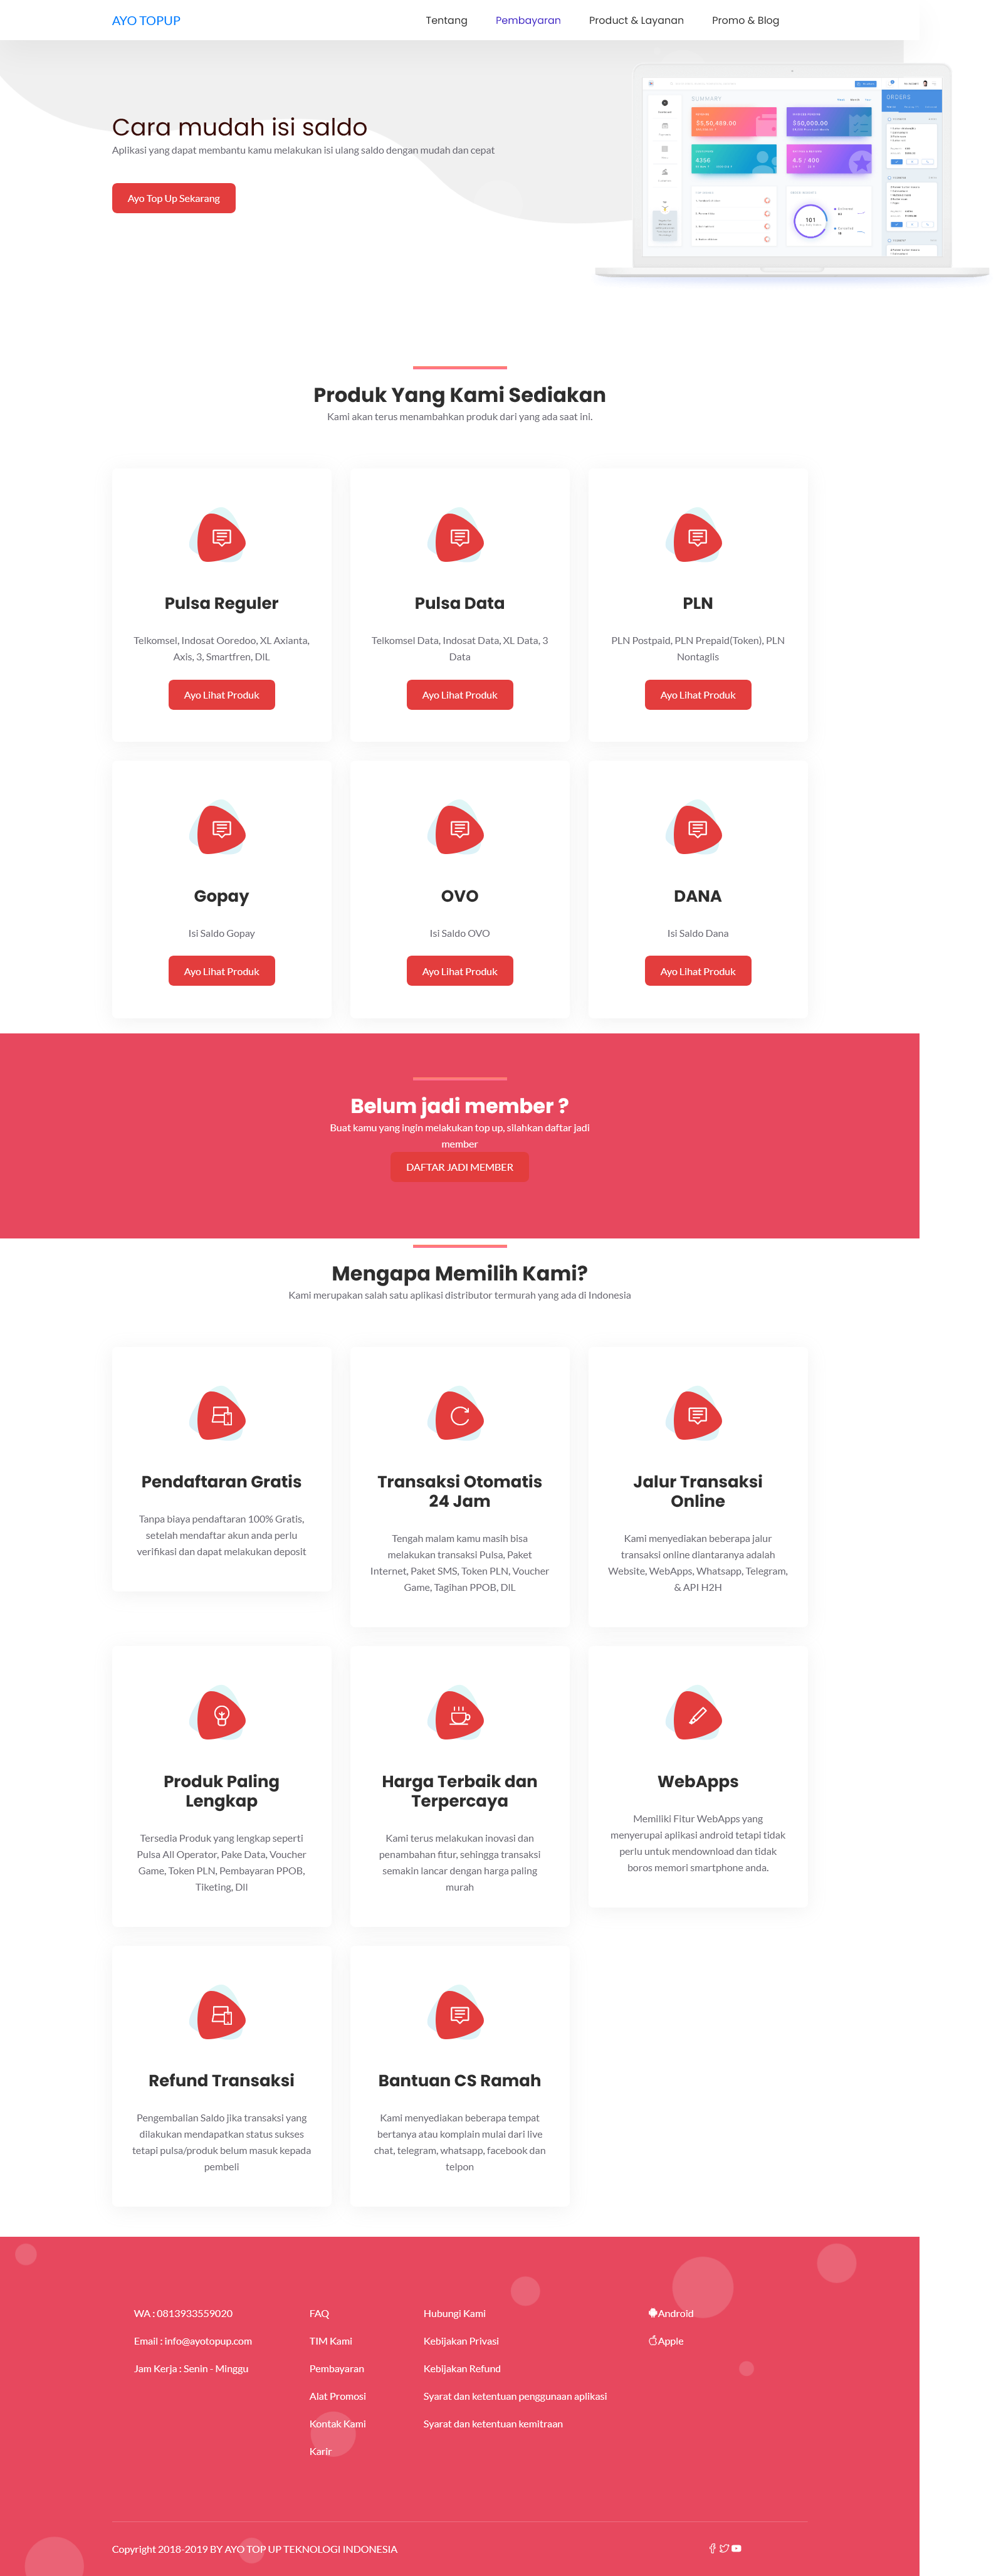 AYO TOPUP
Tentang
Pembayaran
Product & Layanan
Promo & Blog
Cara mudah isi saldo
Aplikasi yang dapat membantu kamu melakukan isi ulang saldo dengan mudah dan cepat
Ayo Top Up Sekarang
SUMMARY
$5,50,489.00
$50,009.00
4356
4.5 / 400
101
ORDERS
Produk Yang Kami Sediakan
Kami akan terus menambahkan produk dari yang ada saat ini.
Pulsa Reguler
Telkomsel, Indosat Ooredoo, XL Axianta,
Axis, 3, Smartfren, DlL
Ayo Lihat Produk
Pulsa Data
Telkomsel Data, Indosat Data, XL Data, 3
Data
Ayo Lihat Produk
PLN
PLN Postpaid, PLN Prepaid(Token), PLN
Nontaglis
Ayo Lihat Produk
Gopay
Isi Saldo Gopay
Ayo Lihat Produk
OVO
Isi Saldo OVO
Ayo Lihat Produk
DANA
Isi Saldo Dana
Ayo Lihat Produk
Belum jadi member ?
Buat kamu yang ingin melakukan top up, silahkan daftar jadi
member
DAFTAR JADI MEMBER
Mengapa Memilih Kami?
Kami merupakan salah satu aplikasi distributor termurah yang ada di Indonesia
Pendaftaran Gratis
Tanpa biaya pendaftaran 100% Gratis,
setelah mendaftar akun anda perlu
verifikasi dan dapat melakukan deposit
Transaksi Otomatis
24 Jam
Tengah malam kamu masih bisa
melakukan transaksi Pulsa, Paket
Internet, Paket SMS, Token PLN, Voucher
Game, Tagihan PPOB, DlL
Jalur Transaksi
Online
Kami menyediakan beberapa jalur
transaksi online diantaranya adalah
Website, WebApps, Whatsapp, Telegram,
& API H2H
Produk Paling
Lengkap
Tersedia Produk yang lengkap seperti
Pulsa All Operator, Pake Data, Voucher
Game, Token PLN, Pembayaran PPOB,
Tiketing, Dll
Harga Terbaik dan
Terpercaya
Kami terus melakukan inovasi dan
penambahan fitur, sehingga transaksi
semakin lancar dengan harga paling
murah
WebApps
Memiliki Fitur WebApps yang
menyerupai aplikasi android tetapi tidak
perlu untuk mendownload dan tidak
boros memori smartphone anda.
Refund Transaksi
Pengembalian Saldo jika transaksi yang
dilakukan mendapatkan status sukses
tetapi pulsa/produk belum masuk kepada
pembeli
Bantuan CS Ramah
Kami menyediakan beberapa tempat
bertanya atau komplain mulai dari live
chat, telegram, whatsapp, facebook dan
telpon
WA : 0813933559020
Email : info@ayotopup.com
Jam Kerja : Senin - Minggu
FAQ
TIM Kami
Pembayaran
Alat Promosi
Kontak Kami
Karir
Hubungi Kami
Kebijakan Privasi
Kebijakan Refund
Syarat dan ketentuan penggunaan aplikasi
Syarat dan ketentuan kemitraan
Android
Apple
Copyright 2018-2019 BY AYO TOP UP TEKNOLOGI INDONESIA